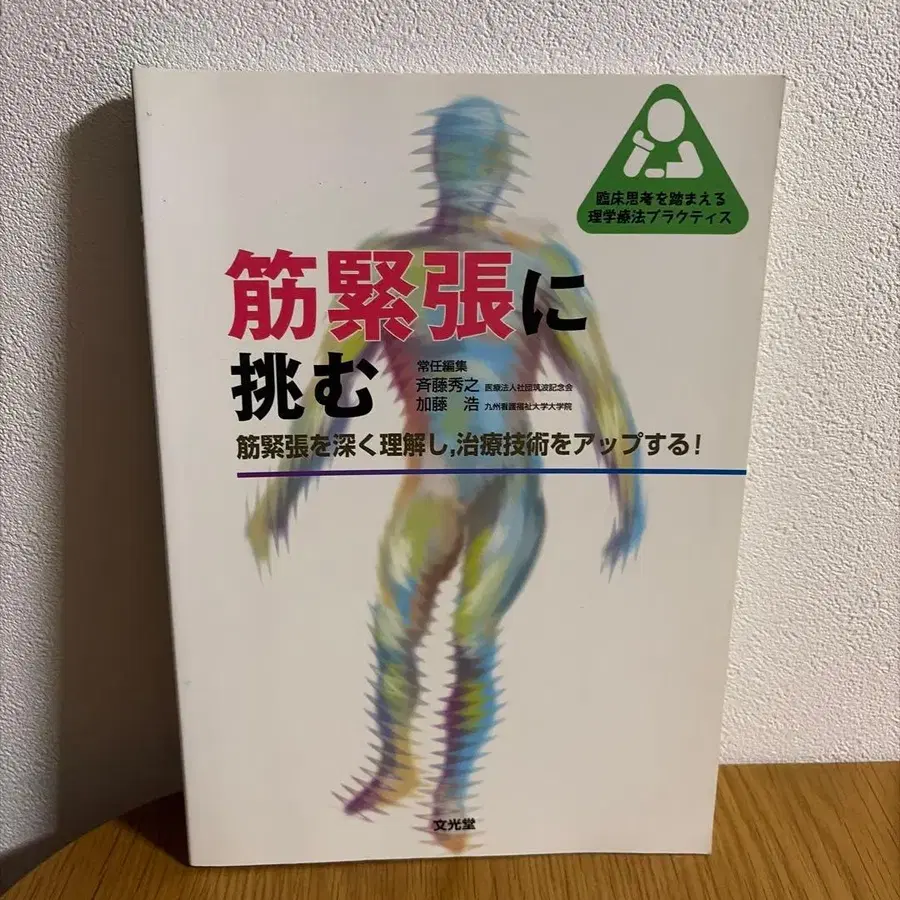 臨床思考を踏まえる
理学療法プラクティス
筋緊張に
挑む
常任編集
斉藤秀之 医療法人社団筑波記念会
加藤 浩 九州看護福祉大学大学院
筋緊張を深く理解し,治療技術をアップする!
文光堂